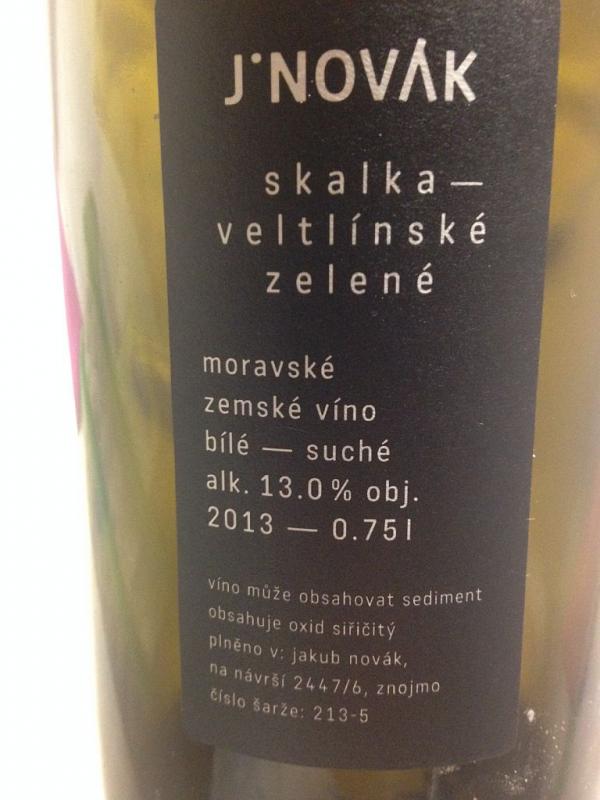 J·NOVÁK
skalka—
veltlínské
zelené
moravské
zemské víno
bílé — suché
alk. 13.0% obj.
2013 — 0.75l
víno může obsahovat sediment
obsahuje oxid siřičitý
plněno v: jakub novák,
na návrší 2447/6, znojmo
číslo šarže: 213-5